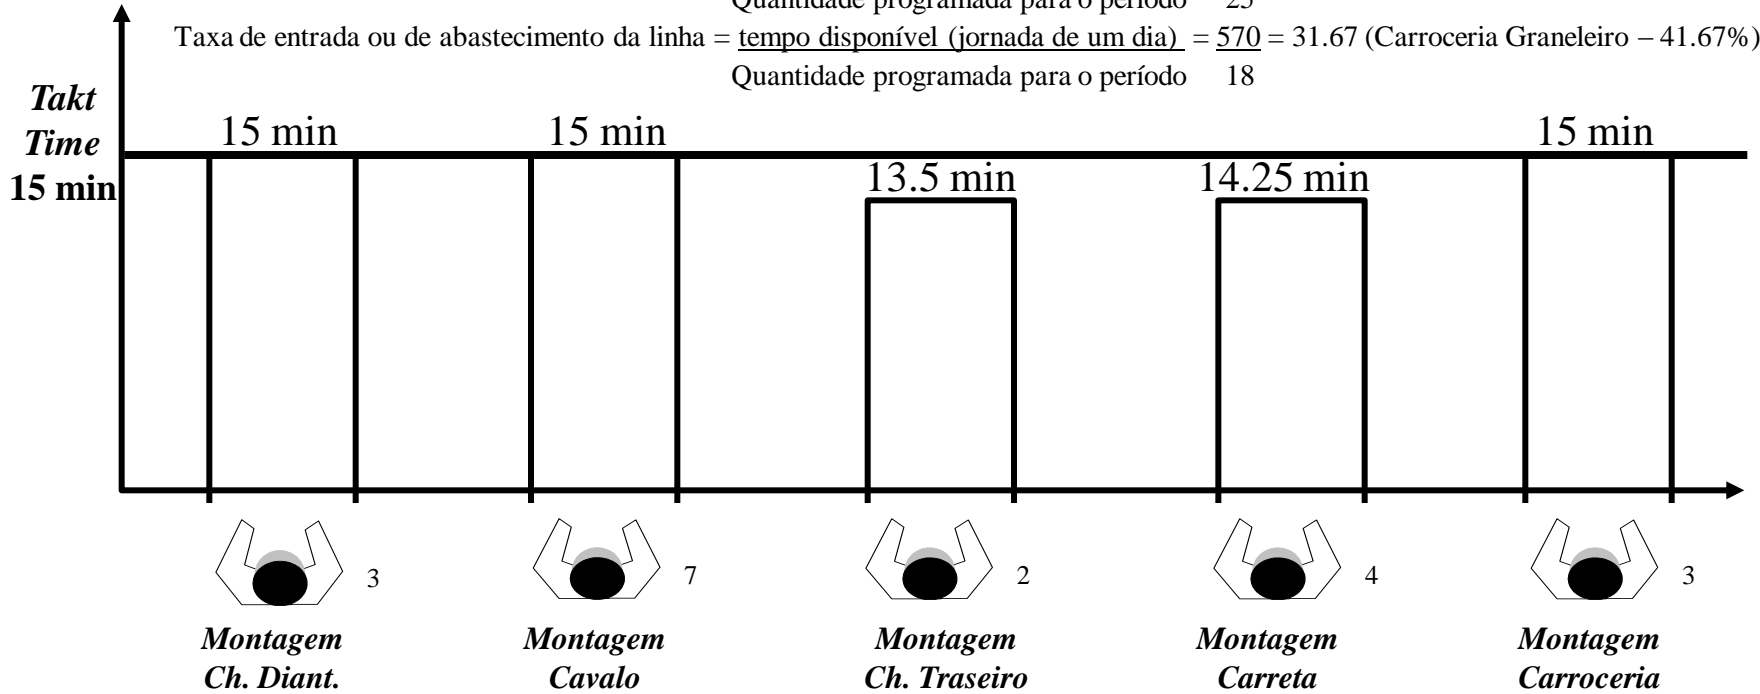 Quantidade programada para o período 25
Taxa de entrada ou de abastecimento da linha = tempo disponível (jornada de um dia) = 570 = 31.67 (Carroceria Graneleiro – 41.67%)
Quantidade programada para o período 18
Takt
Time
15 min
15 min
15 min
13.5 min
14.25 min
15 min
3
7
2
4
3
Montagem
Ch. Diant.
Montagem
Cavalo
Montagem
Ch. Traseiro
Montagem
Carreta
Montagem
Carroceria